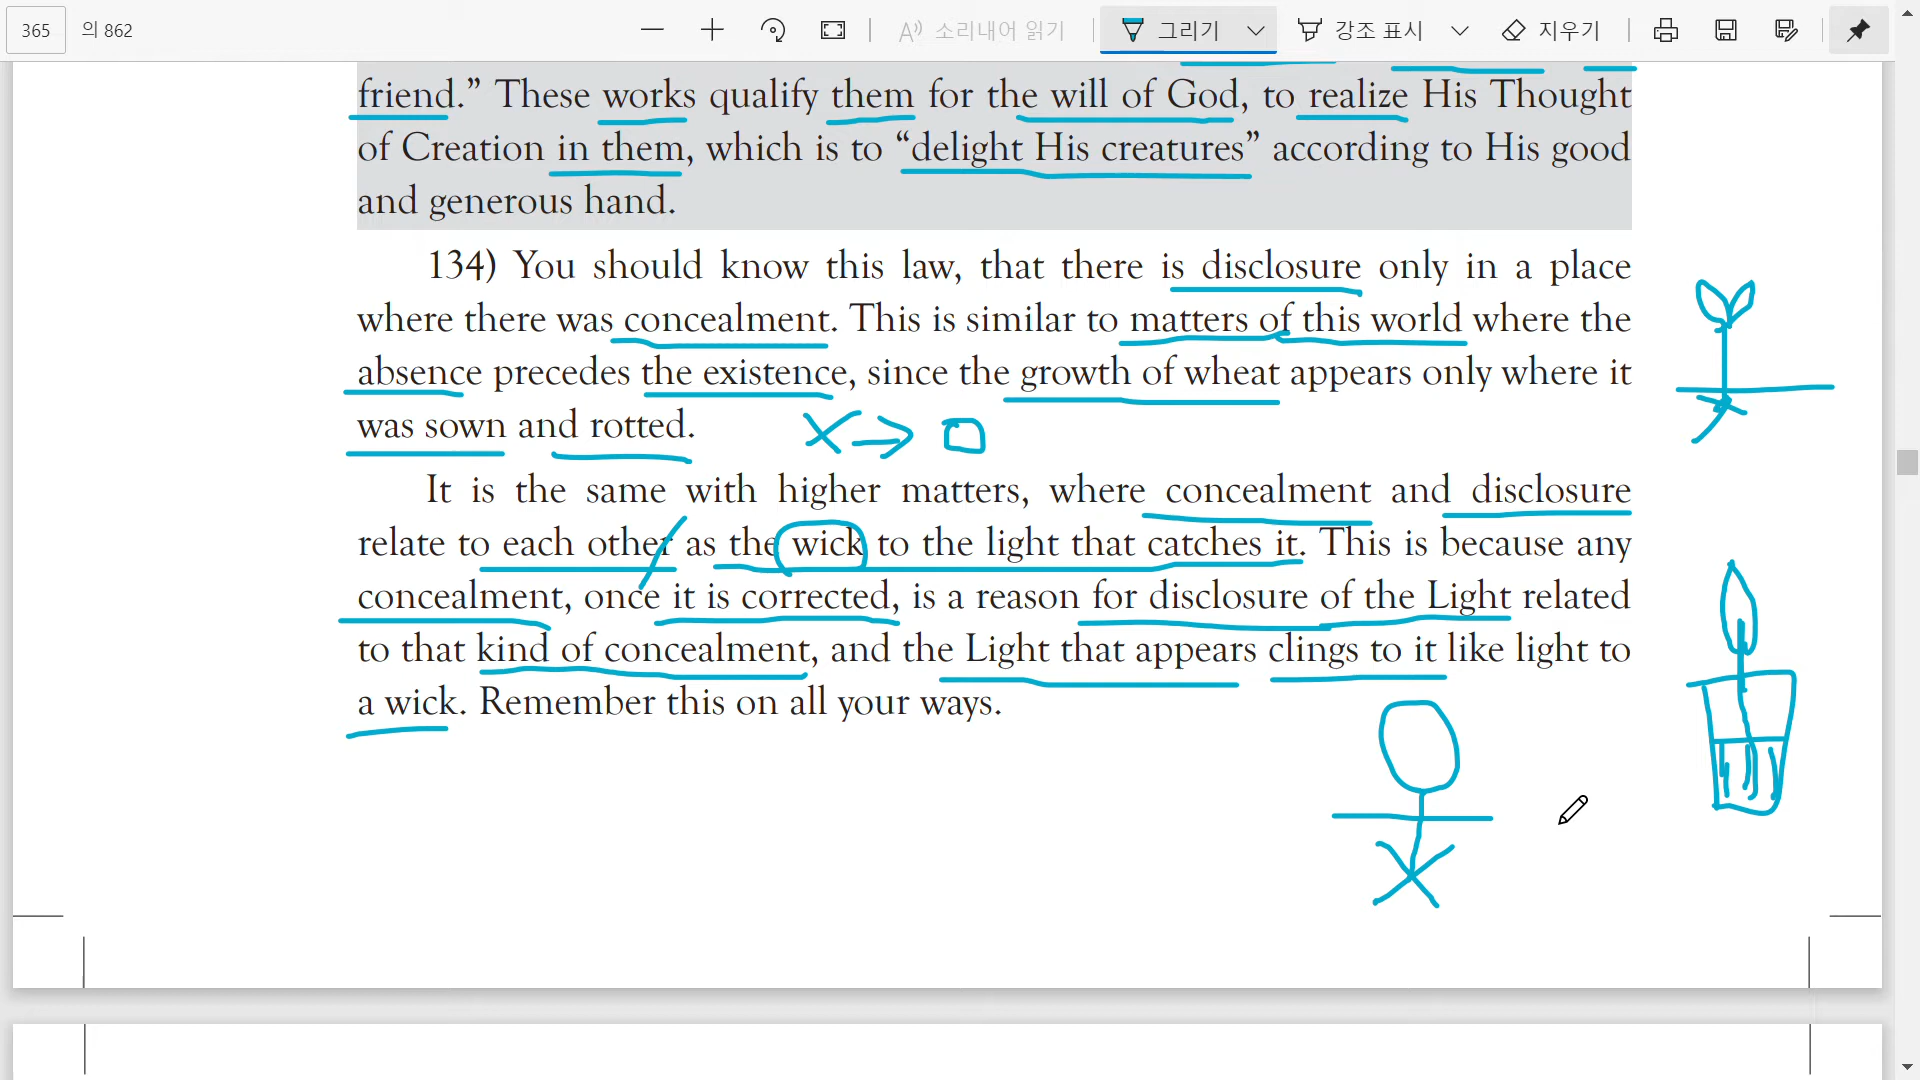 365 의 862 소리내어 읽기 그리기 강조 표시 지우기
friend.” These works qualify them for the will of God, to realize His Thought
of Creation in them, which is to “delight His creatures” according to His good
and generous hand.
134) You should know this law, that there is disclosure only in a place
where there was concealment. This is similar to matters of this world where the
absence precedes the existence, since the growth of wheat appears only where it
was sown and rotted.
It is the same with higher matters, where concealment and disclosure
relate to each other as the wick to the light that catches it. This is because any
concealment, once it is corrected, is a reason for disclosure of the Light related
to that kind of concealment, and the Light that appears clings to it like light to
a wick. Remember this on all your ways.